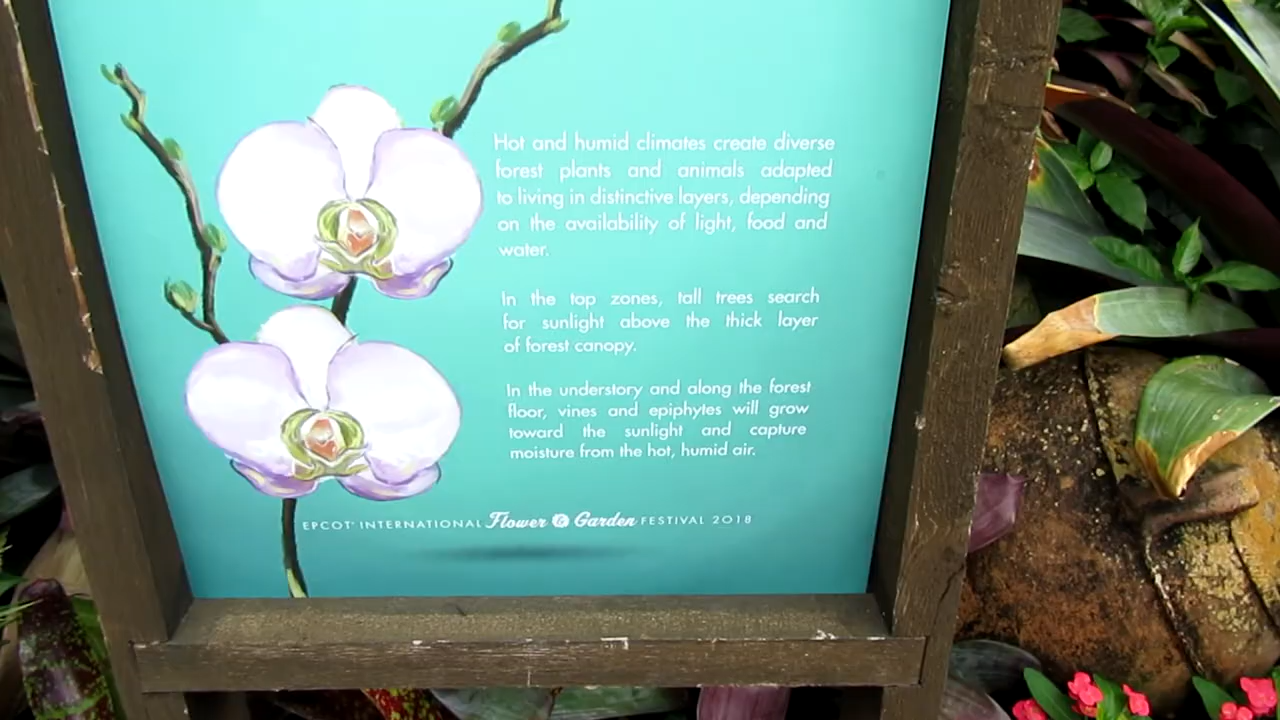 Hot and humid climates create diverse
forest plants and animals adapted
to living in distinctive layers, depending
on the availability of light, food and
water.
In the top zones, tall trees search
for sunlight above the thick layer
of forest canopy.
In the understory and along the forest
floor, vines and epiphytes will grow
toward the sunlight and capture
moisture from the hot, humid air.
EPCOT® INTERNATIONAL Flower & Garden FESTIVAL 2018